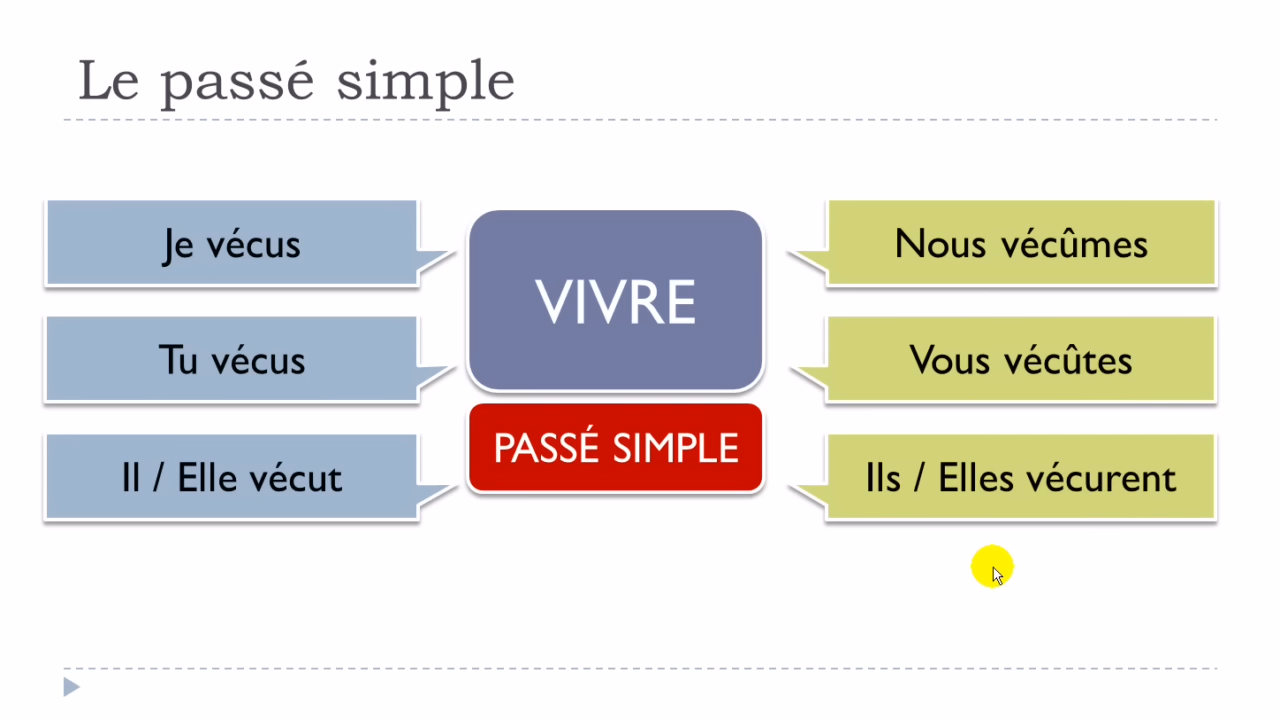 Le passé simple
Je vécus
Tu vécus
Il / Elle vécut
VIVRE
PASSÉ SIMPLE
Nous vécûmes
Vous vécûtes
Ils / Elles vécurent